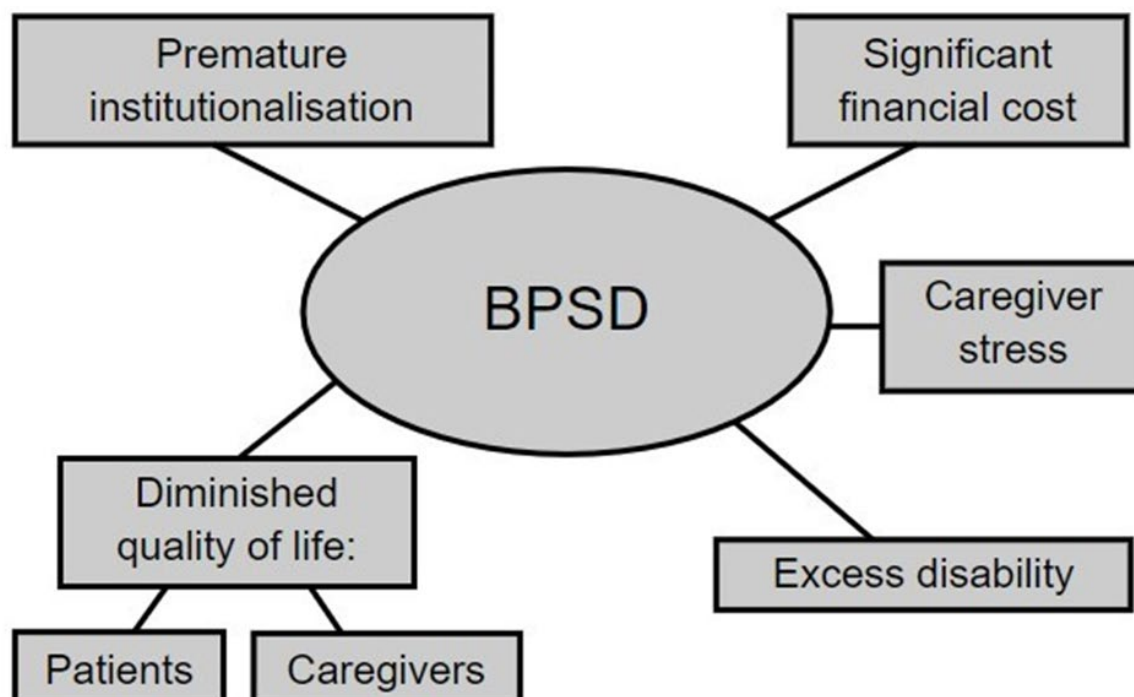 Premature
institutionalisation
Significant
financial cost
BPSD
Caregiver
stress
Diminished
quality of life:
Excess disability
Patients
Caregivers